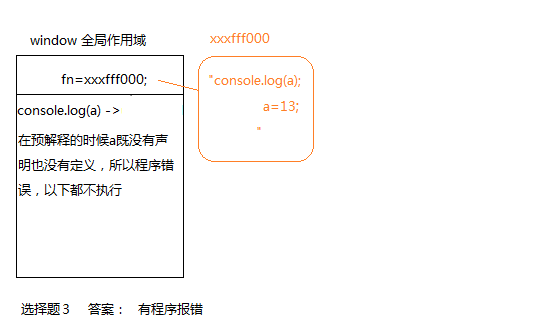 window 全局作用域
xxxfff000
fn=xxxfff000;
"console.log(a);
a=13;
"
console.log(a) ->
在预解释的时候a既没有声
明也没有定义，所以程序错
误，以下都不执行
选择题3 答案： 有程序报错